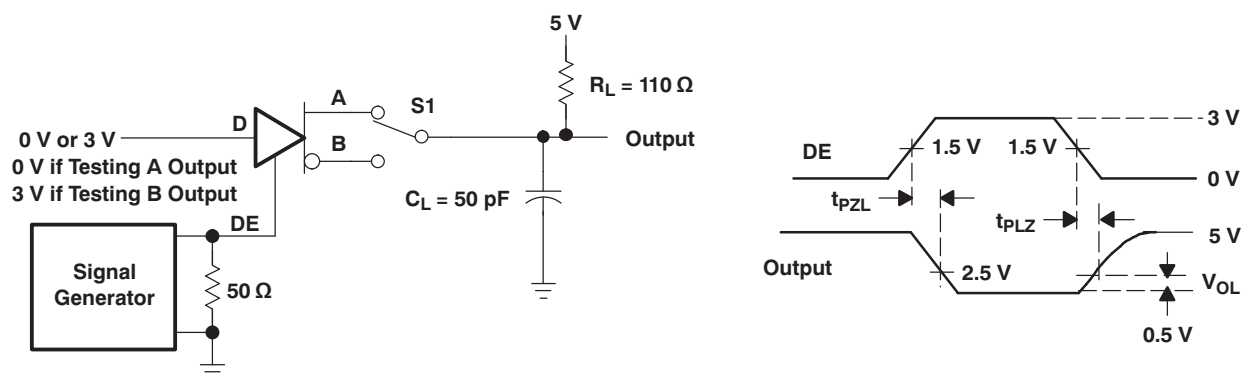 5 V
R_L = 110 Ω
A
S1
D
0 V or 3 V
B
Output
0 V if Testing A Output
3 V if Testing B Output
C_L = 50 pF
DE
Signal
Generator
50 Ω
3 V
DE
1.5 V
1.5 V
0 V
t_PZL
t_PLZ
5 V
Output
2.5 V
V_OL
0.5 V